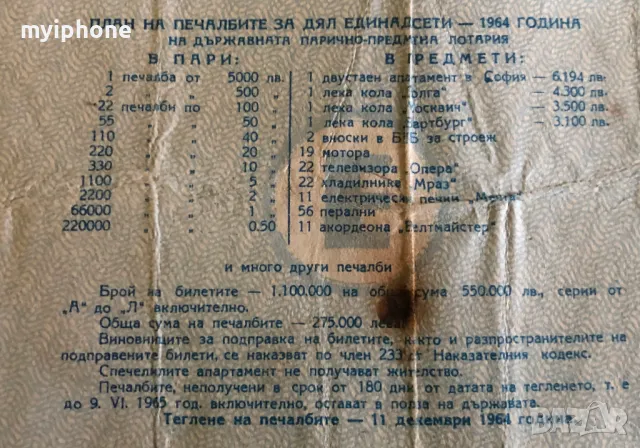 myiphone
ПЛАН НА ПЕЧАЛБИТЕ ЗА ДЯЛ ЕДИНАДСЕТИ — 1964 ГОДИНА
НА ДЪРЖАВНАТА ПАРИЧНО-ПРЕДМЕТНА ЛОТАРИЯ
В ПАРИ:
1 печалба от 5000 лв.
2 „ „ 500 „
22 печалби по 100 „
55 „ „ 50 „
110 „ „ 40 „
220 „ „ 20 „
330 „ „ 10 „
1100 „ „ 5 „
2200 „ „ 2 „
66000 „ „ 1 „
220000 „ „ 0.50 „
В ПРЕДМЕТИ:
1 двустаен апартамент в София — 6.194 лв.
1 лека кола „Волга“ — 4.300 лв.
1 лека кола „Москвич“ — 3.500 лв.
1 лека кола „Вартбург“ — 3.100 лв.
2 вноски в Б б за строеж
19 мотора
22 телевизора „Опера“
22 хладилника „Мраз“
11 електрически печки
56 перални
11 акордеона „Велтмайстер“
и много други печалби
Брой на билетите — 1.100.000 на обща сума 550.000 лв., серии от
„А“ до „Л“ включително.
Обща сума на печалбите — 275.000 лева.
Виновниците за подправка на билетите, както и разпространителите на
подправените билети, се наказват по член 233 от Наказателния кодекс.
Спечелилите апартамент не получават жителство.
Печалбите, неполучени в срок от 180 дни от датата на тегленето, т. е.
до 9. VI. 1965 год. включително, остават в полза на държавата.
Теглене на печалбите — 11 декември 1964 година
BAZAR